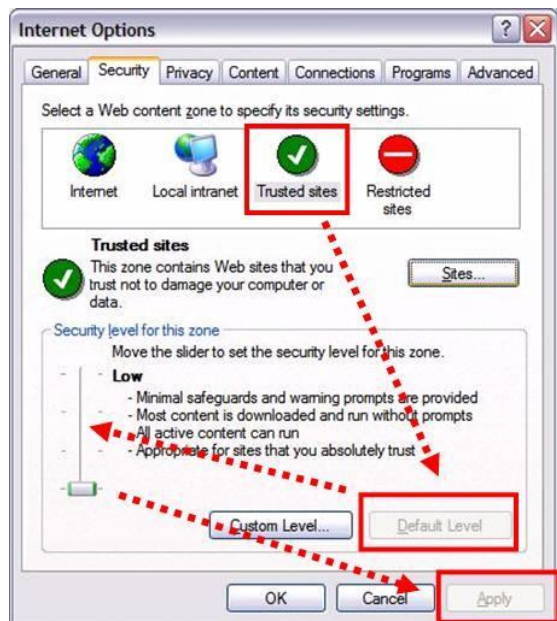 Internet Options
General Security Privacy Content Connections Programs Advanced
Select a Web content zone to specify its security settings.
Internet Local intranet Trusted sites Restricted
sites
Trusted sites
This zone contains Web sites that you
trust not to damage your computer or
data.
Sites...
Security level for this zone
Move the slider to set the security level for this zone.
Low
- Minimal safeguards and warning prompts are provided
- Most content is downloaded and run without prompts
- All active content can run
- Appropriate for sites that you absolutely trust
Custom Level... Default Level
OK Cancel Apply